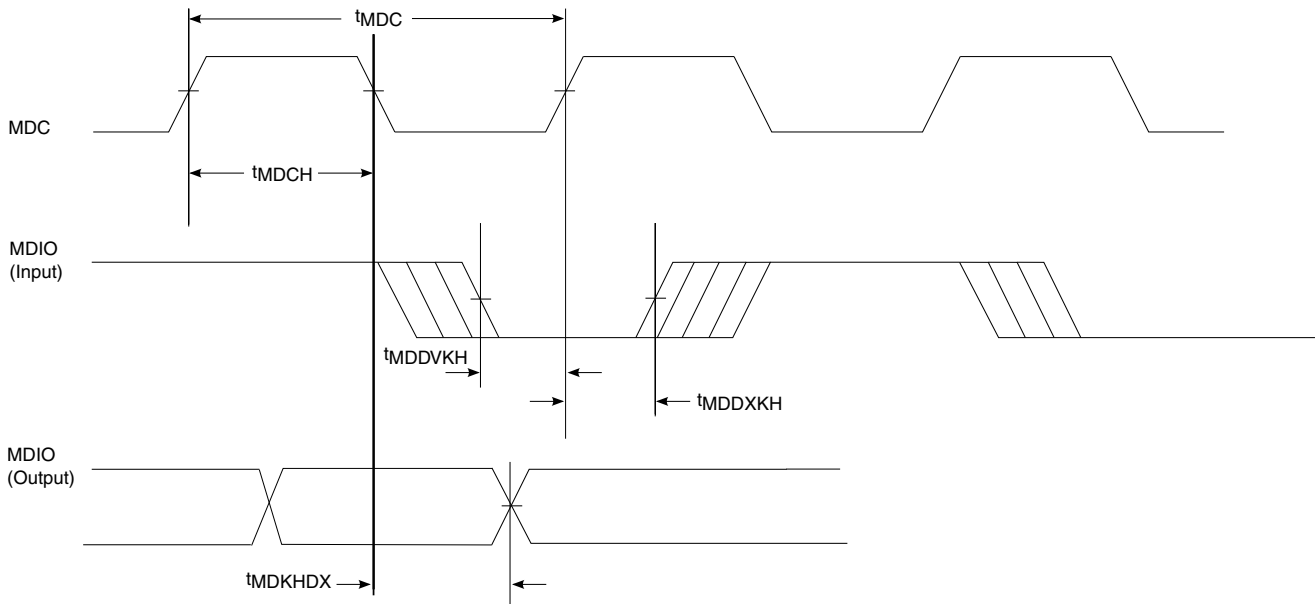 tMDC
MDC
tMDCH
MDIO
(Input)
tMDDVKH
tMDDXKH
MDIO
(Output)
tMDKHDX